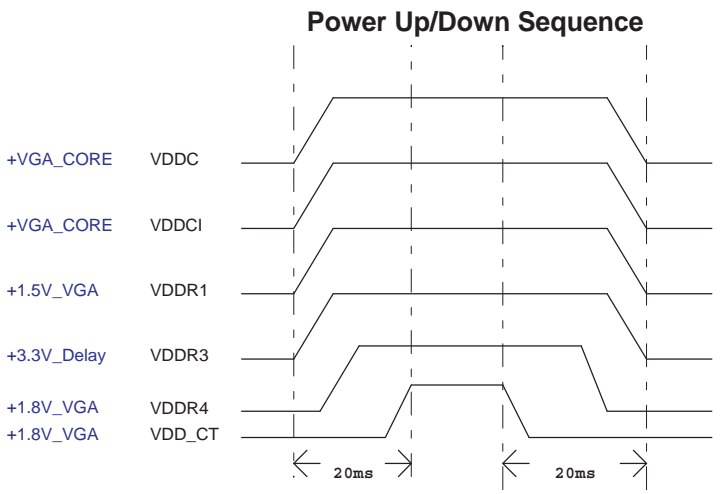 Power Up/Down Sequence
+VGA_CORE VDDC
+VGA_CORE VDDCI
+1.5V_VGA VDDR1
+3.3V_Delay VDDR3
+1.8V_VGA VDDR4
+1.8V_VGA VDD_CT
20ms 20ms